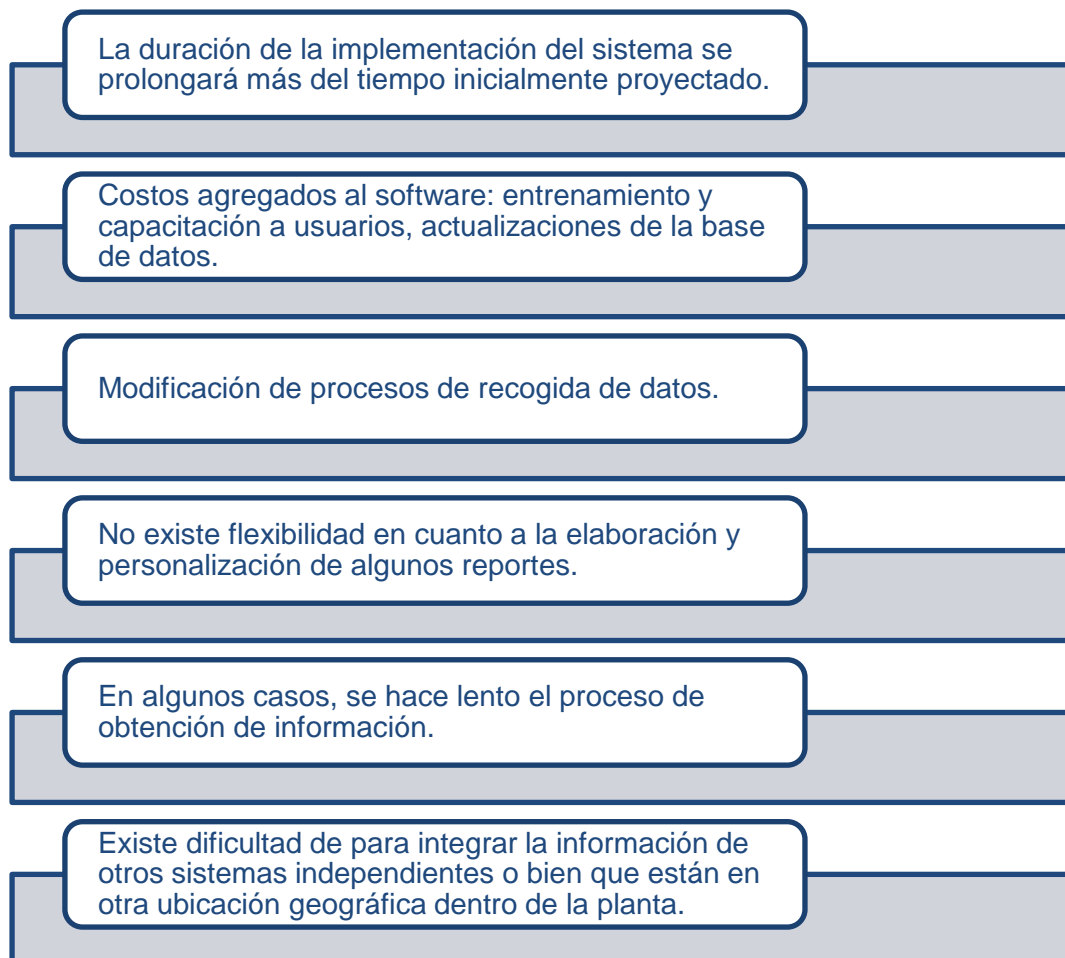 La duración de la implementación del sistema se
prolongará más del tiempo inicialmente proyectado.
Costos agregados al software: entrenamiento y
capacitación a usuarios, actualizaciones de la base
de datos.
Modificación de procesos de recogida de datos.
No existe flexibilidad en cuanto a la elaboración y
personalización de algunos reportes.
En algunos casos, se hace lento el proceso de
obtención de información.
Existe dificultad de para integrar la información de
otros sistemas independientes o bien que están en
otra ubicación geográfica dentro de la planta.